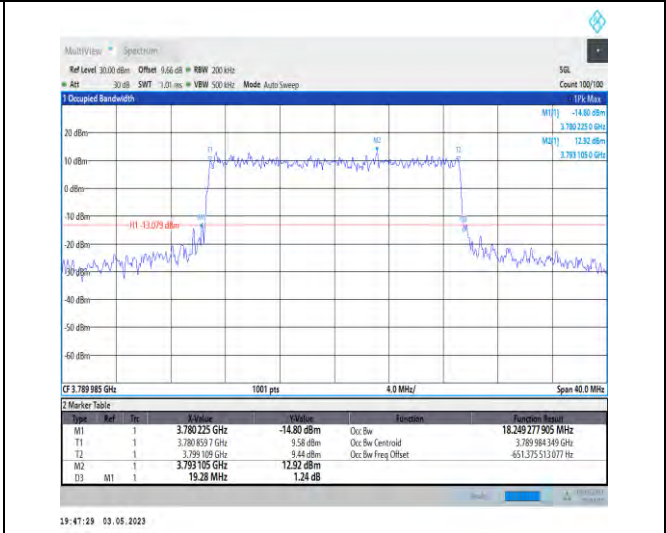 MultiView Spectrum
Ref Level 30.00 dBm Offset 9.66 dB RBW 200 kHz SGL
Att 30 dB SWT 1.01 ms VBW 500 kHz Mode Auto Sweep Count 100/100
1 Occupied Bandwidth 1Pk Max
M1[1] -14.80 dBm
3.780 225 0 GHz
M2[1] 12.92 dBm
3.793 105 0 GHz
20 dBm
M2
T1
T2
10 dBm
0 dBm
-10 dBm
H1 -13.079 dBm
-20 dBm
-30 dBm
-40 dBm
-50 dBm
-60 dBm
CF 3.789 985 GHz 1001 pts 4.0 MHz/ Span 40.0 MHz
2 Marker Table
Type Ref Trc X-Value Y-Value Function Function Result
M1 1 3.780 225 GHz -14.80 dBm Occ Bw 18.249 277 905 MHz
T1 1 3.780 859 7 GHz 9.58 dBm Occ Bw Centroid 3.789 984 349 GHz
T2 1 3.799 109 GHz 9.44 dBm Occ Bw Freq Offset -651.375 513 077 Hz
M2 1 3.793 105 GHz 12.92 dBm
D3 M1 1 19.28 MHz 1.24 dB
Ready
19:47:29 03.05.2023